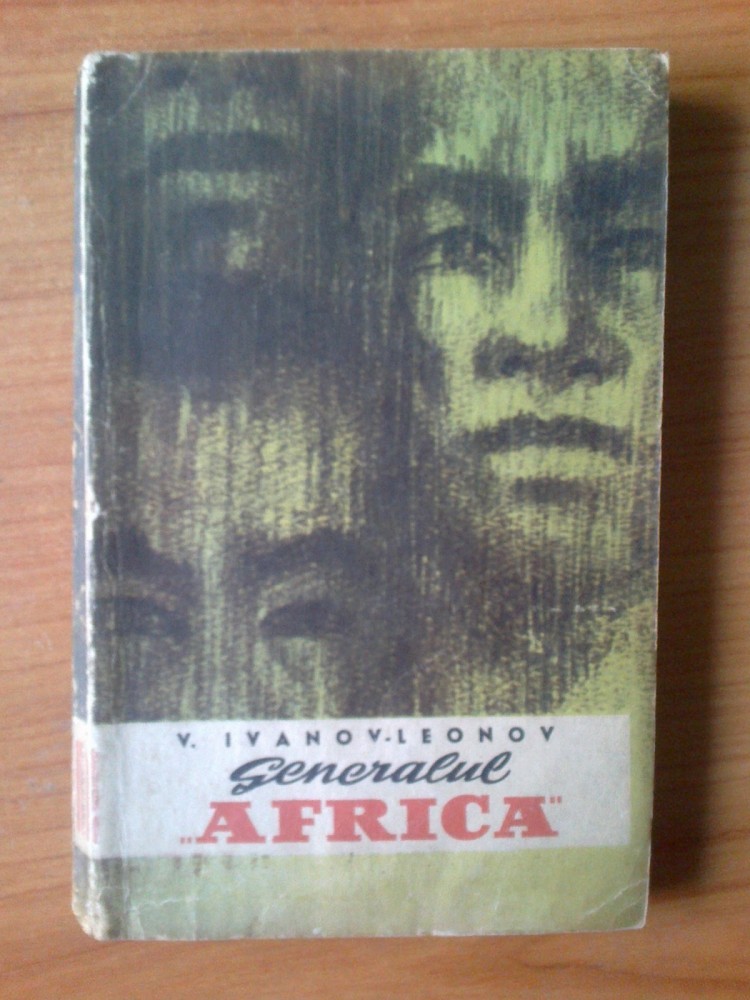 V. IVANOV-LEONOV
Generalul
„AFRICA"